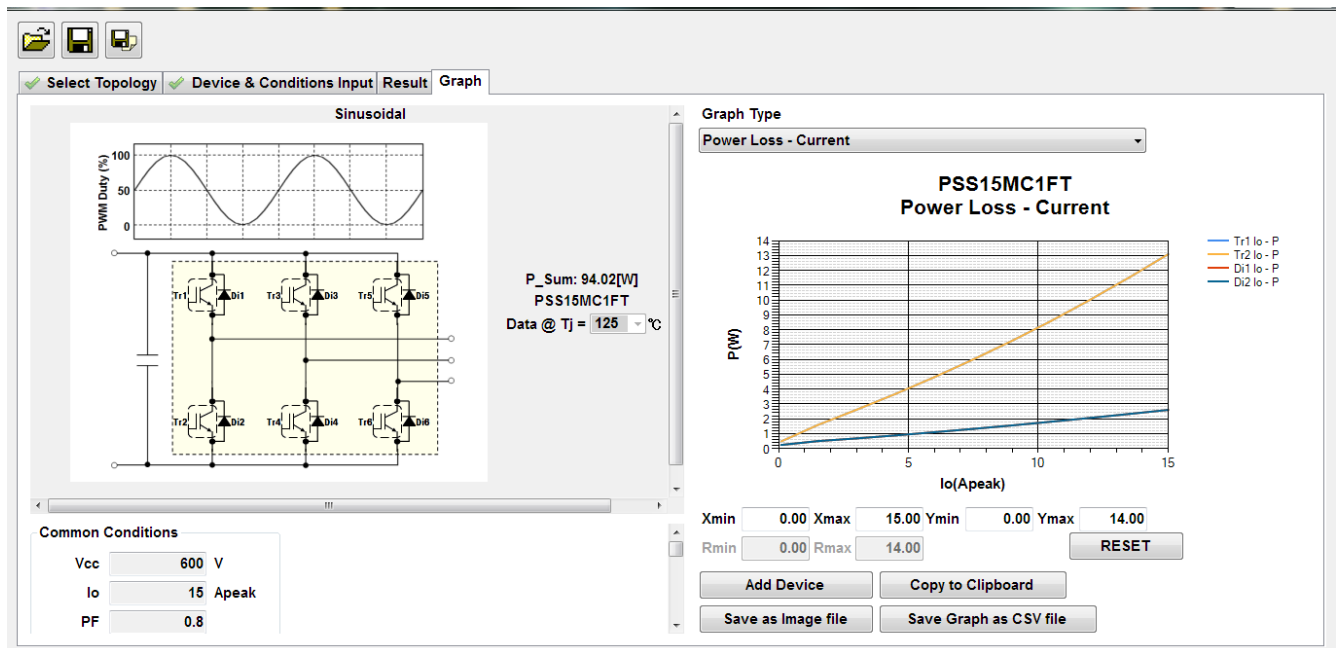 Select Topology Device & Conditions Input Result Graph
Sinusoidal
PWM Duty (%)
100
50
0
Tr1 Di1 Tr3 Di3 Tr5 Di5
Tr2 Di2 Tr4 Di4 Tr6 Di6
P_Sum: 94.02[W]
PSS15MC1FT
Data @ Tj = 125 ℃
Common Conditions
Vcc 600 V
Io 15 Apeak
PF 0.8
Graph Type
Power Loss - Current
PSS15MC1FT
Power Loss - Current
P(W)
14
13
12
11
10
9
8
7
6
5
4
3
2
1
0
0 5 10 15
Io(Apeak)
Tr1 Io - P
Tr2 Io - P
Di1 Io - P
Di2 Io - P
Xmin 0.00 Xmax 15.00 Ymin 0.00 Ymax 14.00
Rmin 0.00 Rmax 14.00 RESET
Add Device Copy to Clipboard
Save as Image file Save Graph as CSV file